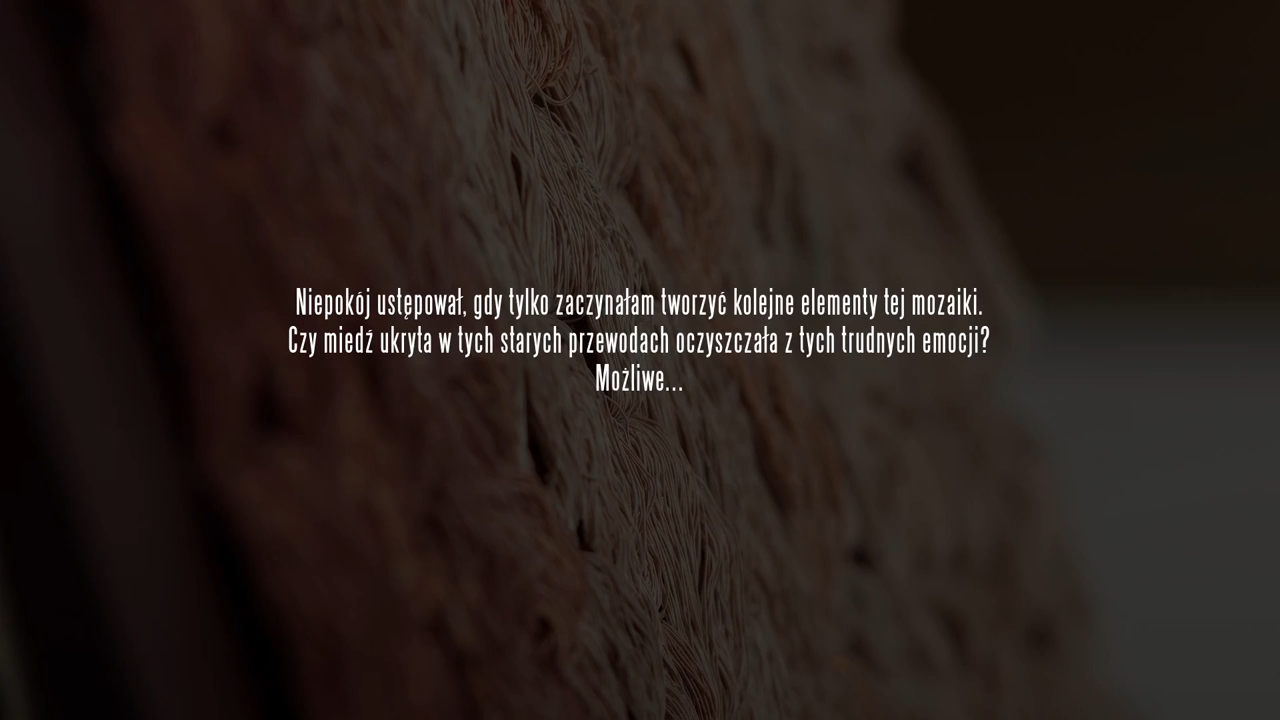 Niepokój ustępował, gdy tylko zaczynałam tworzyć kolejne elementy tej mozaiki.
Czy miedź ukryta w tych starych przewodach oczyszczała z tych trudnych emocji?
Możliwe...